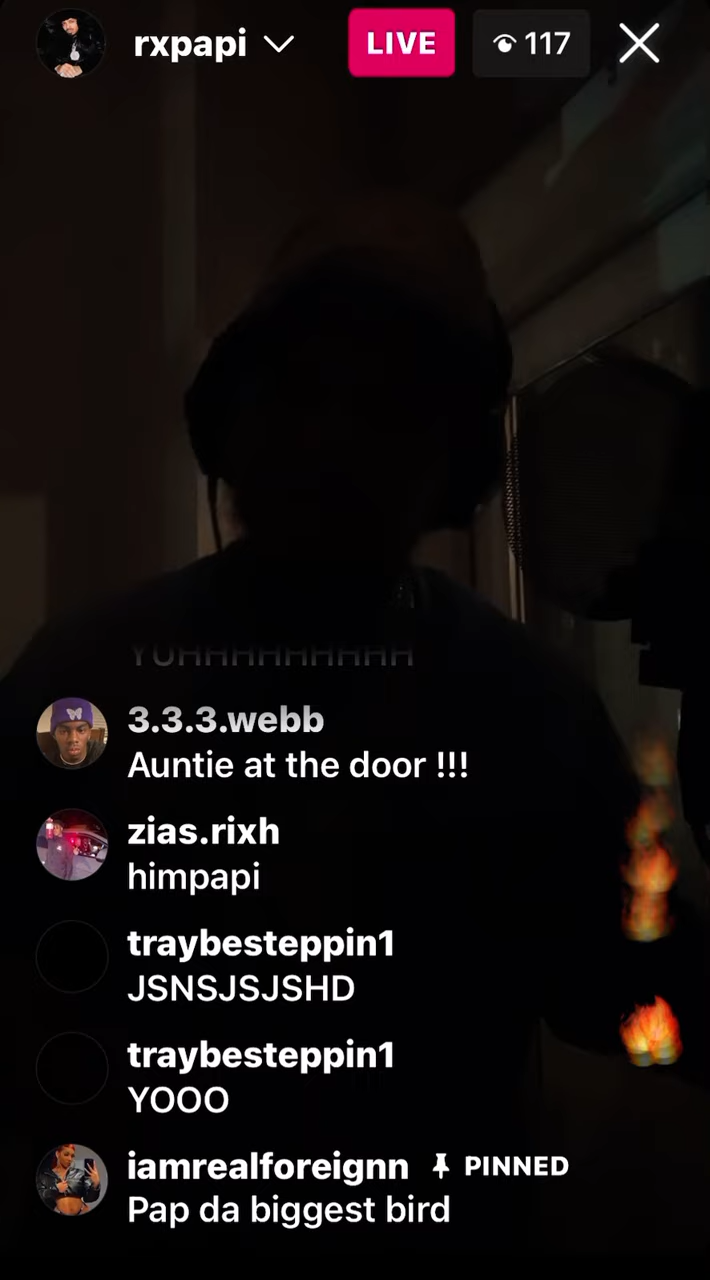 rxpapi
LIVE
117
YUHHHHHHHHH
3.3.3.webb
Auntie at the door !!!
zias.rixh
himpapi
traybesteppin1
JSNSJSJSHD
traybesteppin1
YOOO
iamrealforeignn PINNED
Pap da biggest bird